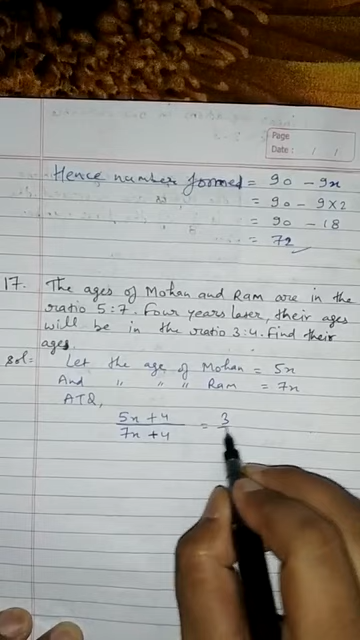 Page
Date : / /
Hence number formed = 90 - 9x
= 90 - 9×2
= 90 - 18
= 72
17. The ages of Mohan and Ram are in the
ratio 5:7. Four years later, their ages
will be in the ratio 3:4. Find their
ages.
Sol:- Let the age of Mohan = 5x
And " " " Ram = 7x
ATQ,
5x + 4 = 3
7x + 4